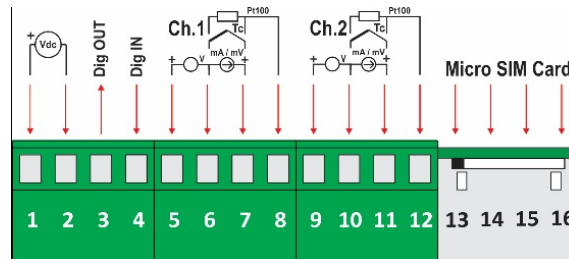 Ch.1 Pt100 Ch.2 Pt100
Tc Tc
+ Vdc Dig OUT Dig IN mA / mV mA / mV
+ V + + V +
Micro SIM Card
1 2 3 4 5 6 7 8 9 10 11 12 13 14 15 16